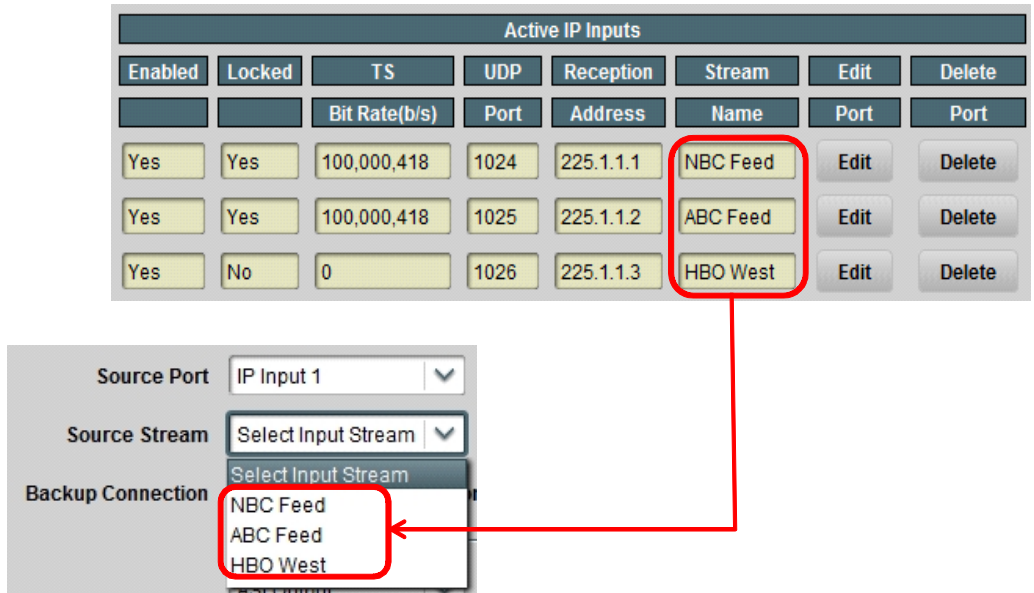 Active IP Inputs
Enabled Locked TS UDP Reception Stream Edit Delete
Bit Rate(b/s) Port Address Name Port Port
Yes Yes 100,000,418 1024 225.1.1.1 NBC Feed Edit Delete
Yes Yes 100,000,418 1025 225.1.1.2 ABC Feed Edit Delete
Yes No 0 1026 225.1.1.3 HBO West Edit Delete
Source Port IP Input 1
Source Stream Select Input Stream
Select Input Stream
Backup Connection
NBC Feed
ABC Feed
HBO West